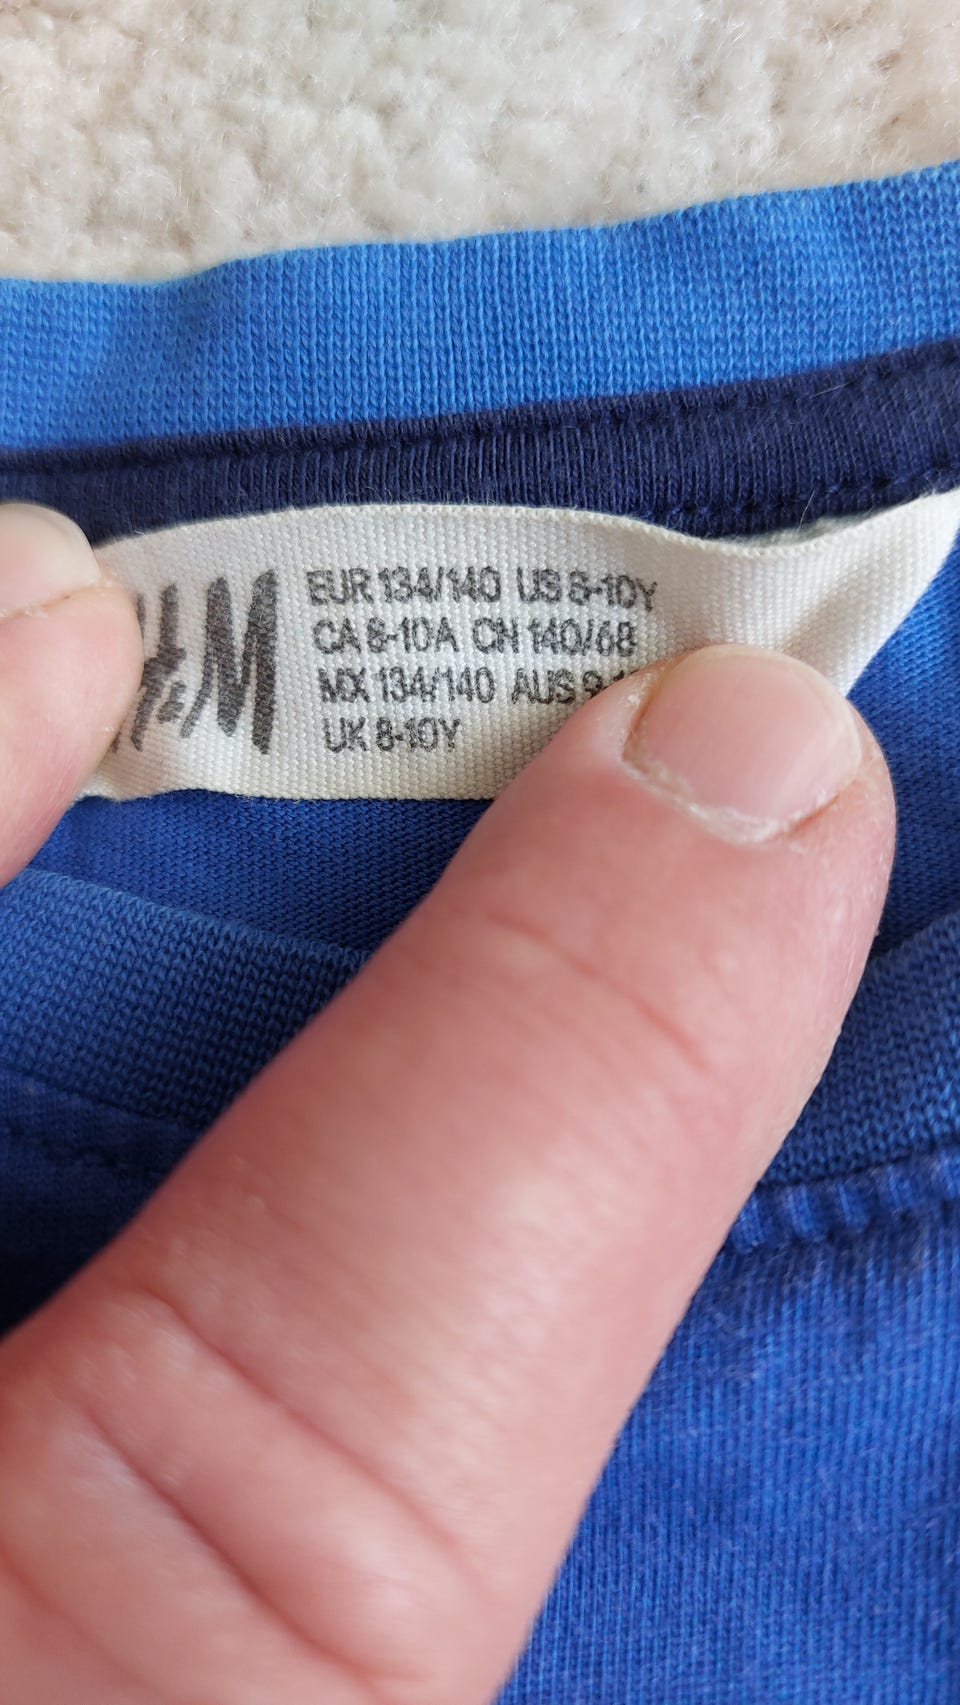 H&M
EUR 134/140 US 8-10Y
CA 8-10A CN 140/68
MX 134/140 AUS
UK 8-10Y